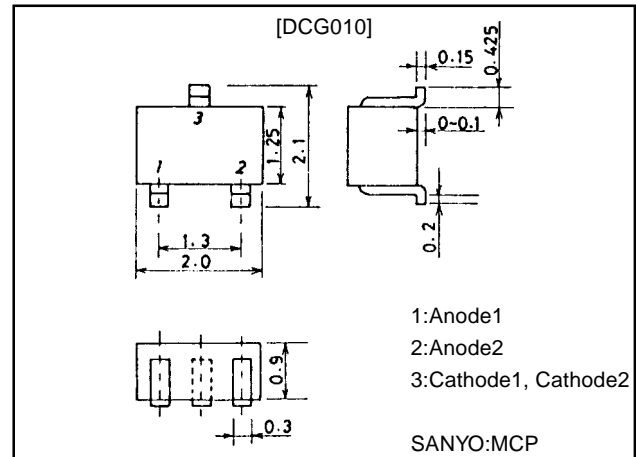 [DCG010]
0.15
0.425
3
1.25
2.1
0~0.1
1
2
1.3
2.0
0.2
1:Anode1
2:Anode2
3:Cathode1, Cathode2
0.9
0.3
SANYO:MCP